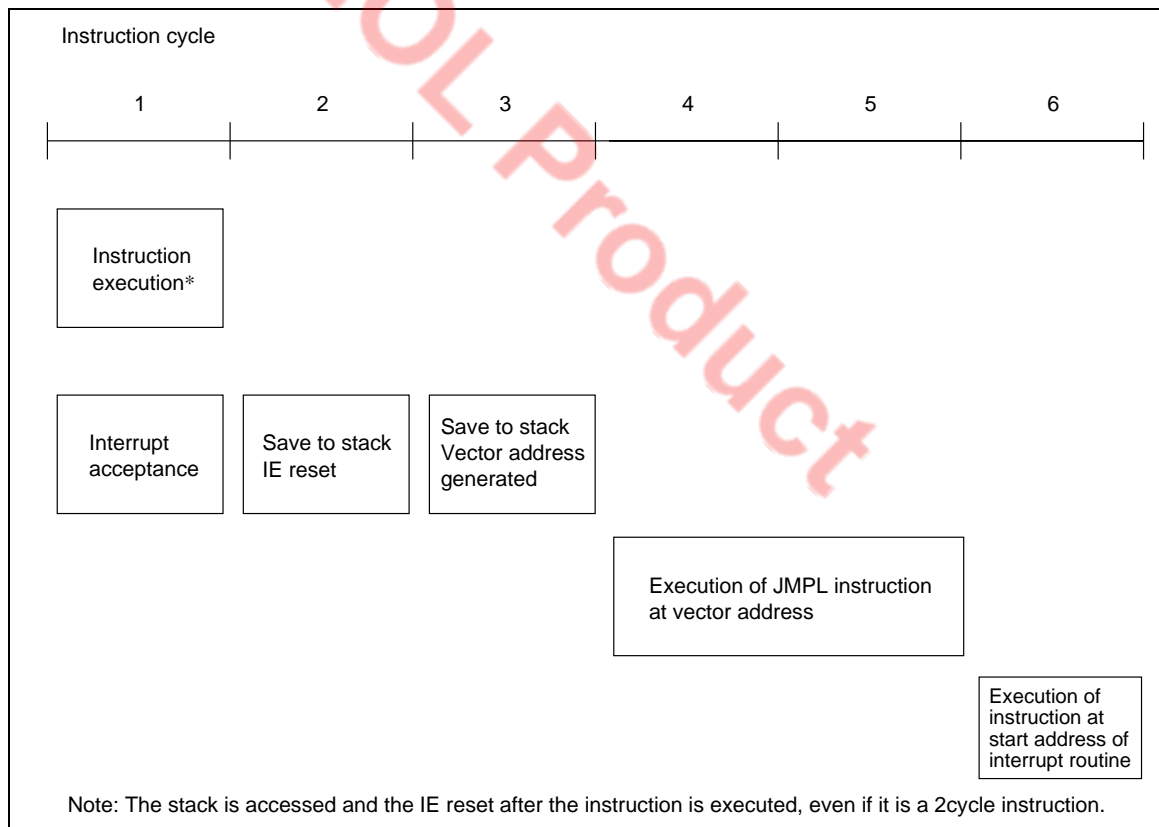 Instruction cycle
1 2 3 4 5 6
Instruction
execution*
Interrupt
acceptance
Save to stack
IE reset
Save to stack
Vector address
generated
Execution of JMPL instruction
at vector address
Execution of
instruction at
start address of
interrupt routine
Note: The stack is accessed and the IE reset after the instruction is executed, even if it is a 2cycle instruction.
OL Product